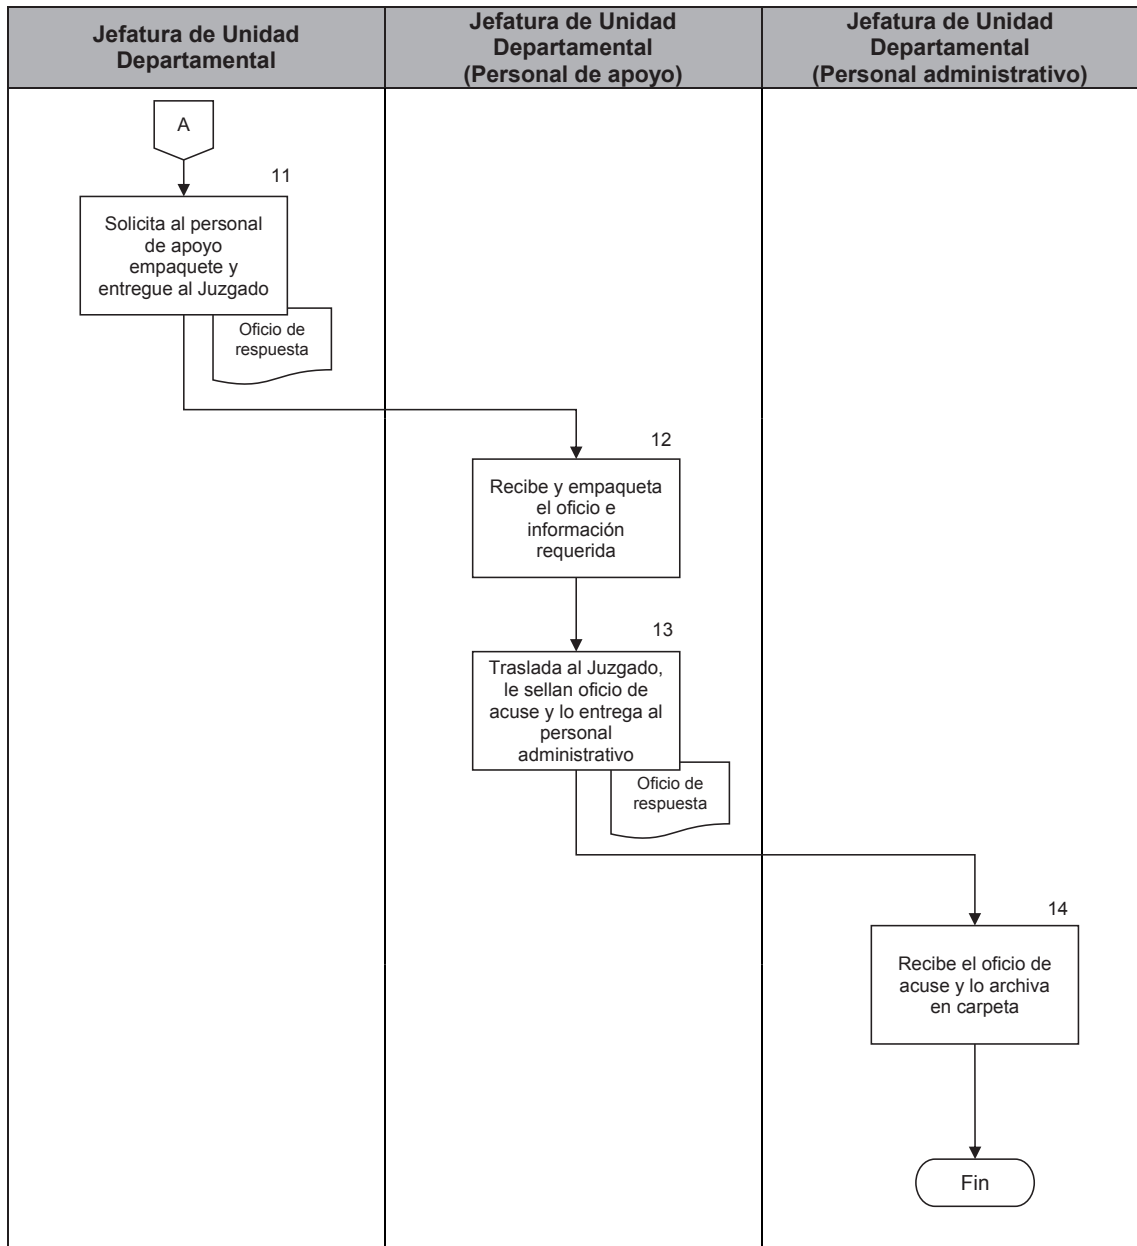 Jefatura de Unidad
Departamental
Jefatura de Unidad
Departamental
(Personal de apoyo)
Jefatura de Unidad
Departamental
(Personal administrativo)
A
11
Solicita al personal
de apoyo
empaquete y
entregue al Juzgado
Oficio de
respuesta
12
Recibe y empaqueta
el oficio e
información
requerida
13
Traslada al Juzgado,
le sellan oficio de
acuse y lo entrega al
personal
administrativo
Oficio de
respuesta
14
Recibe el oficio de
acuse y lo archiva
en carpeta
Fin